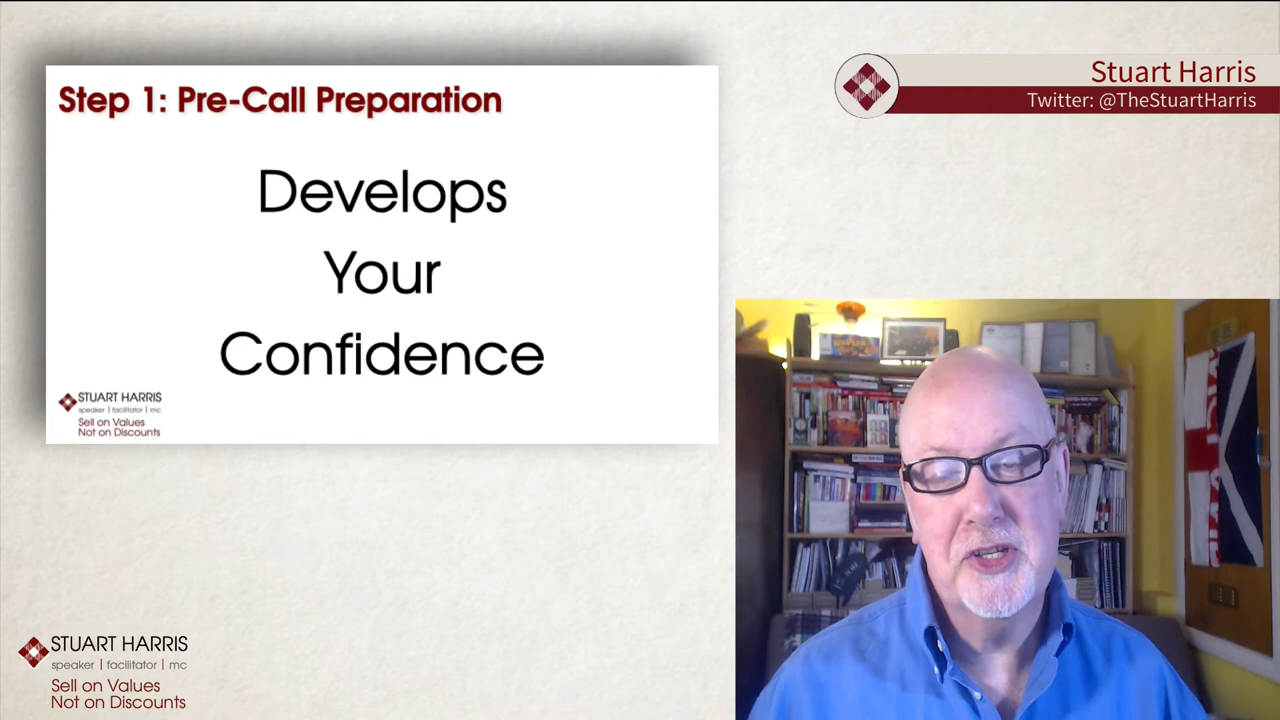 Step 1: Pre-Call Preparation
Develops
Your
Confidence
STUART HARRIS
speaker | facilitator | mc
Sell on Values
Not on Discounts
Stuart Harris
Twitter: @TheStuartHarris
STUART HARRIS
speaker | facilitator | mc
Sell on Values
Not on Discounts